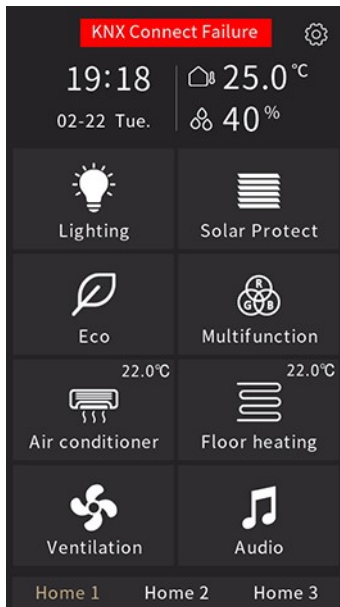 KNX Connect Failure
19:18
25.0°C
02-22 Tue.
40%
Lighting
Solar Protect
R
G B
Eco
Multifunction
22.0°C
22.0°C
Air conditioner
Floor heating
Ventilation
Audio
Home 1
Home 2
Home 3